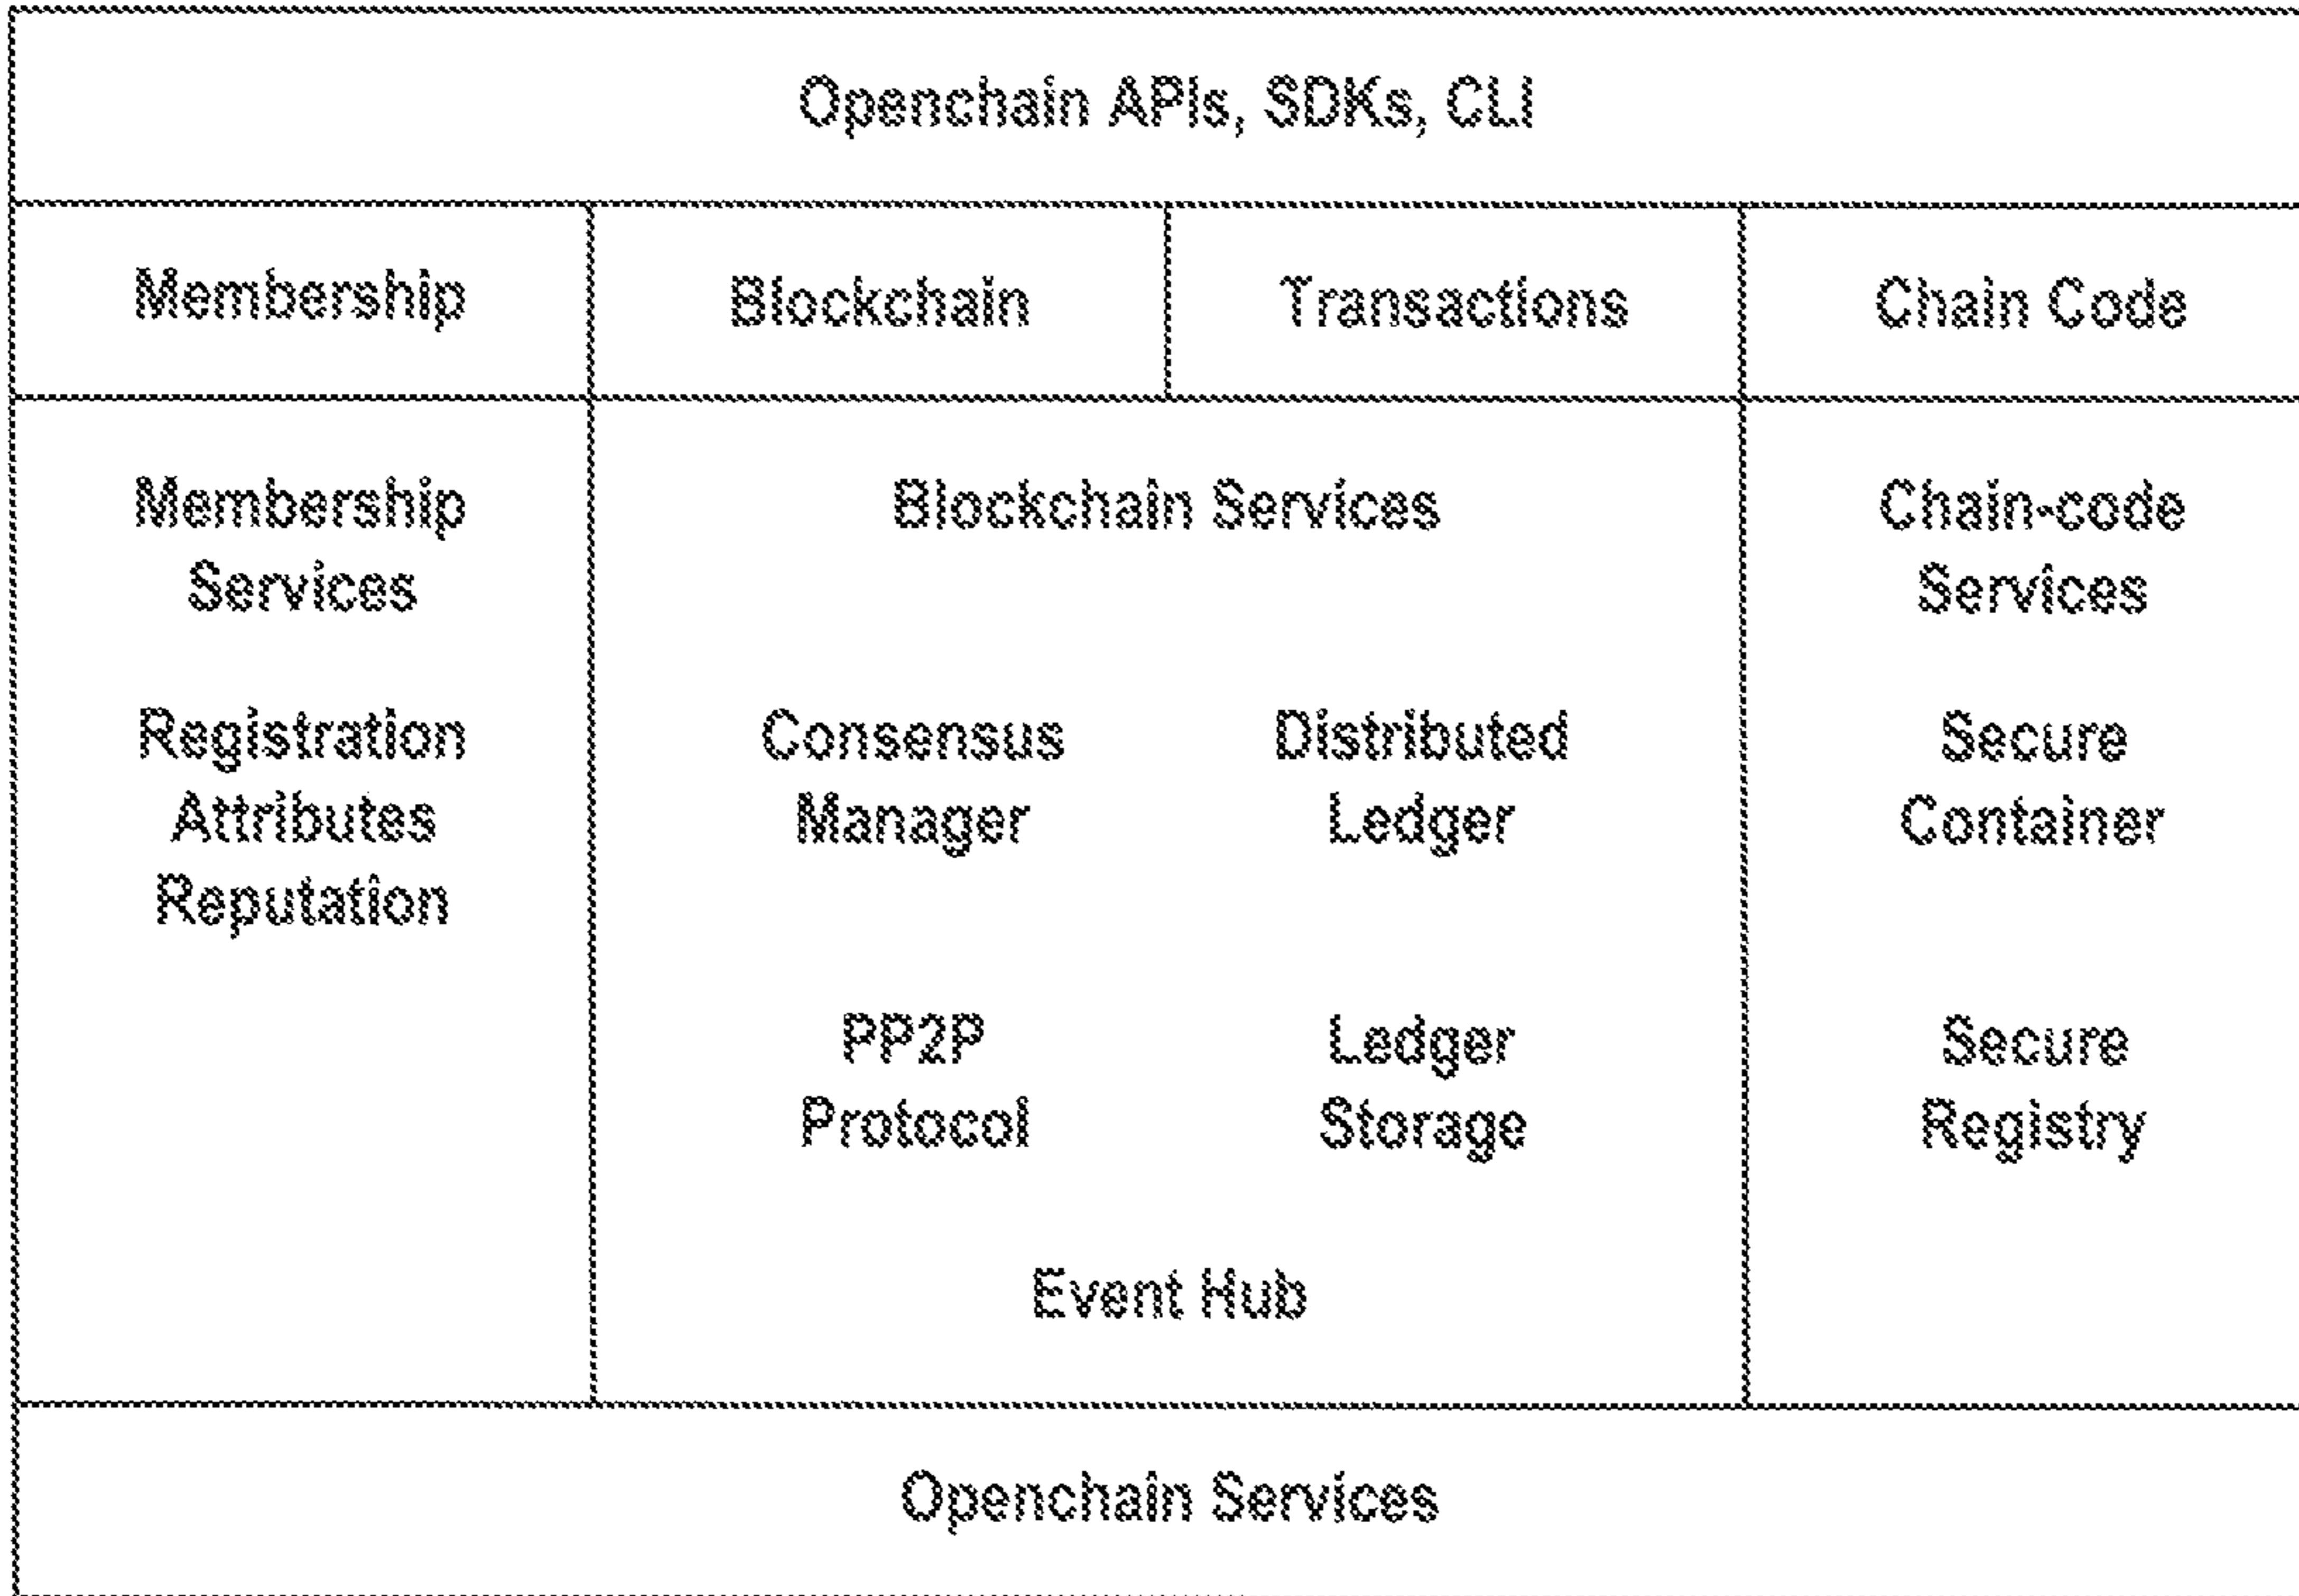 Openchain APIs, SDKs, CLI
Membership
Blockchain
Transactions
Chain Code
Membership
Services
Registration
Attributes
Reputation
Blockchain Services
Consensus
Manager
Distributed
Ledger
PP2P
Protocol
Ledger
Storage
Event Hub
Chain-code
Services
Secure
Container
Secure
Registry
Openchain Services